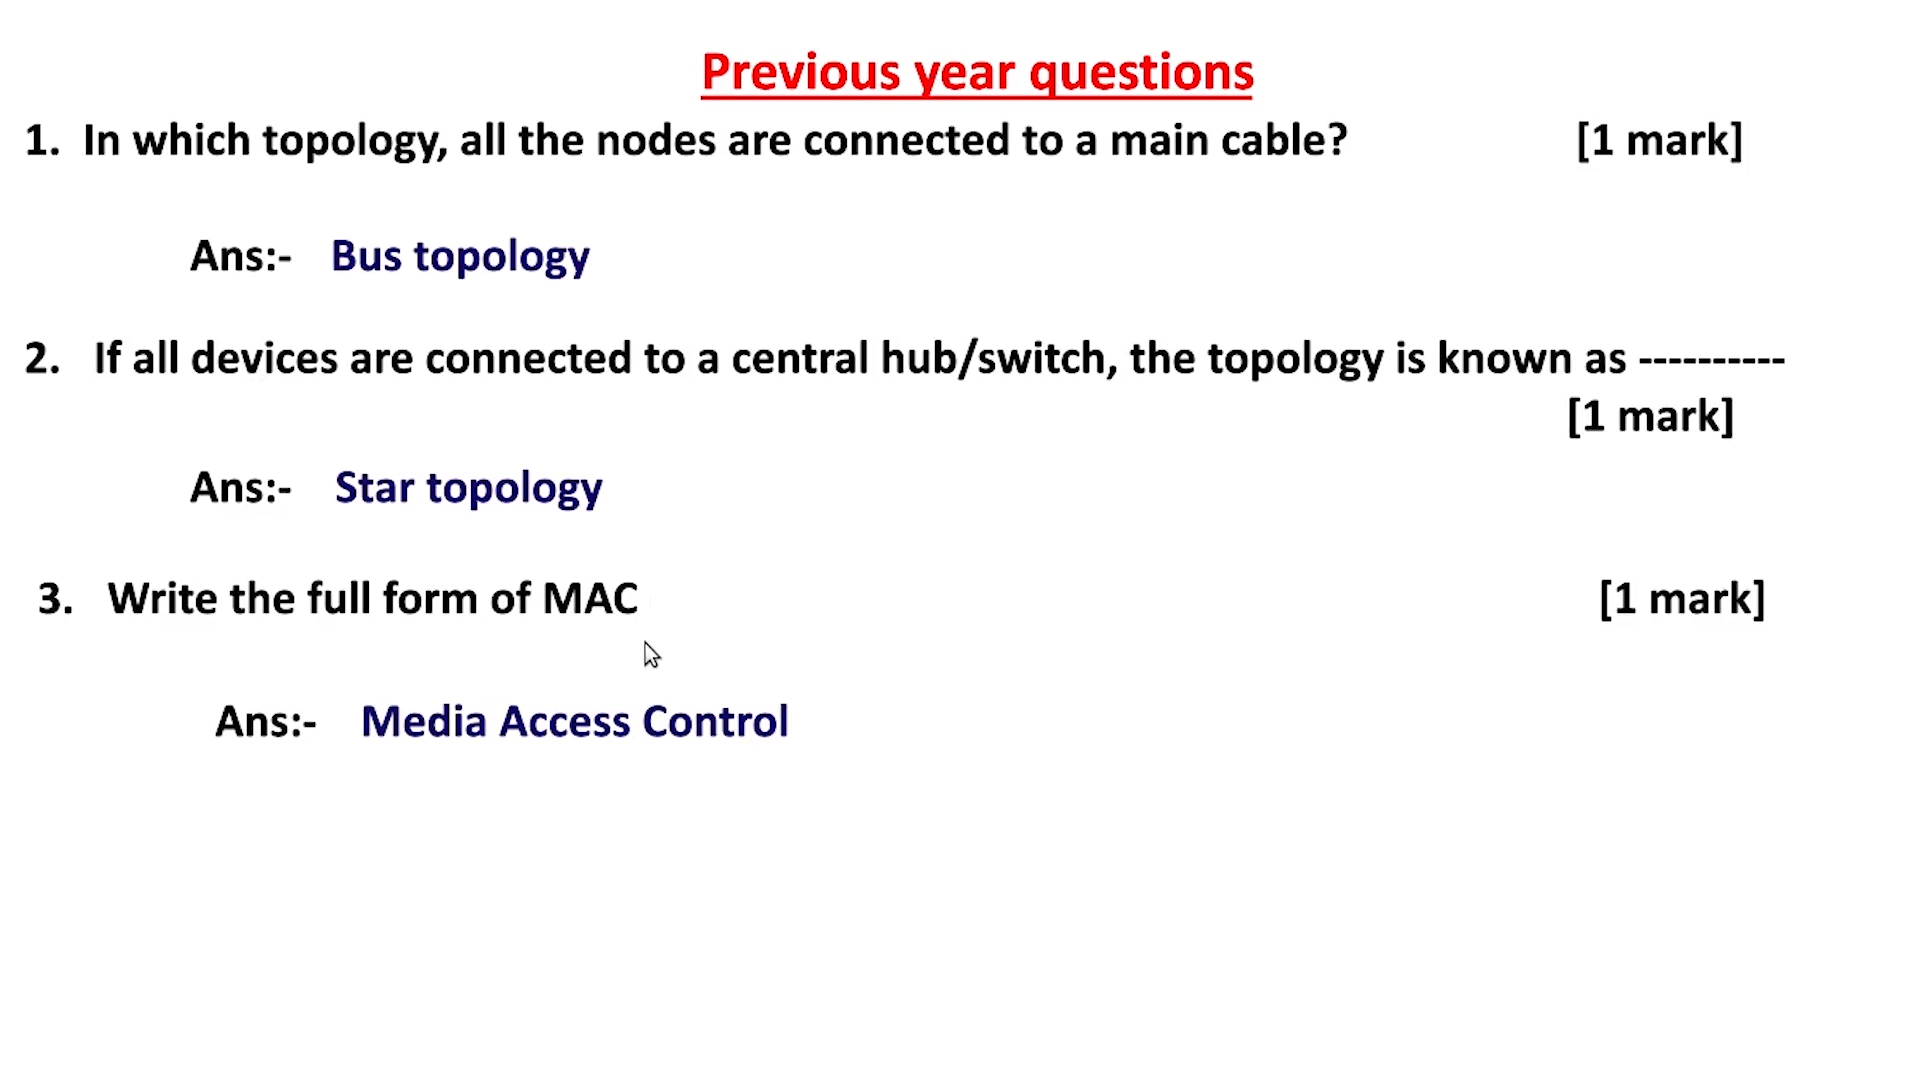 Previous year questions
1. In which topology, all the nodes are connected to a main cable? [1 mark]
Ans:- Bus topology
2. If all devices are connected to a central hub/switch, the topology is known as ----------
[1 mark]
Ans:- Star topology
3. Write the full form of MAC [1 mark]
Ans:- Media Access Control